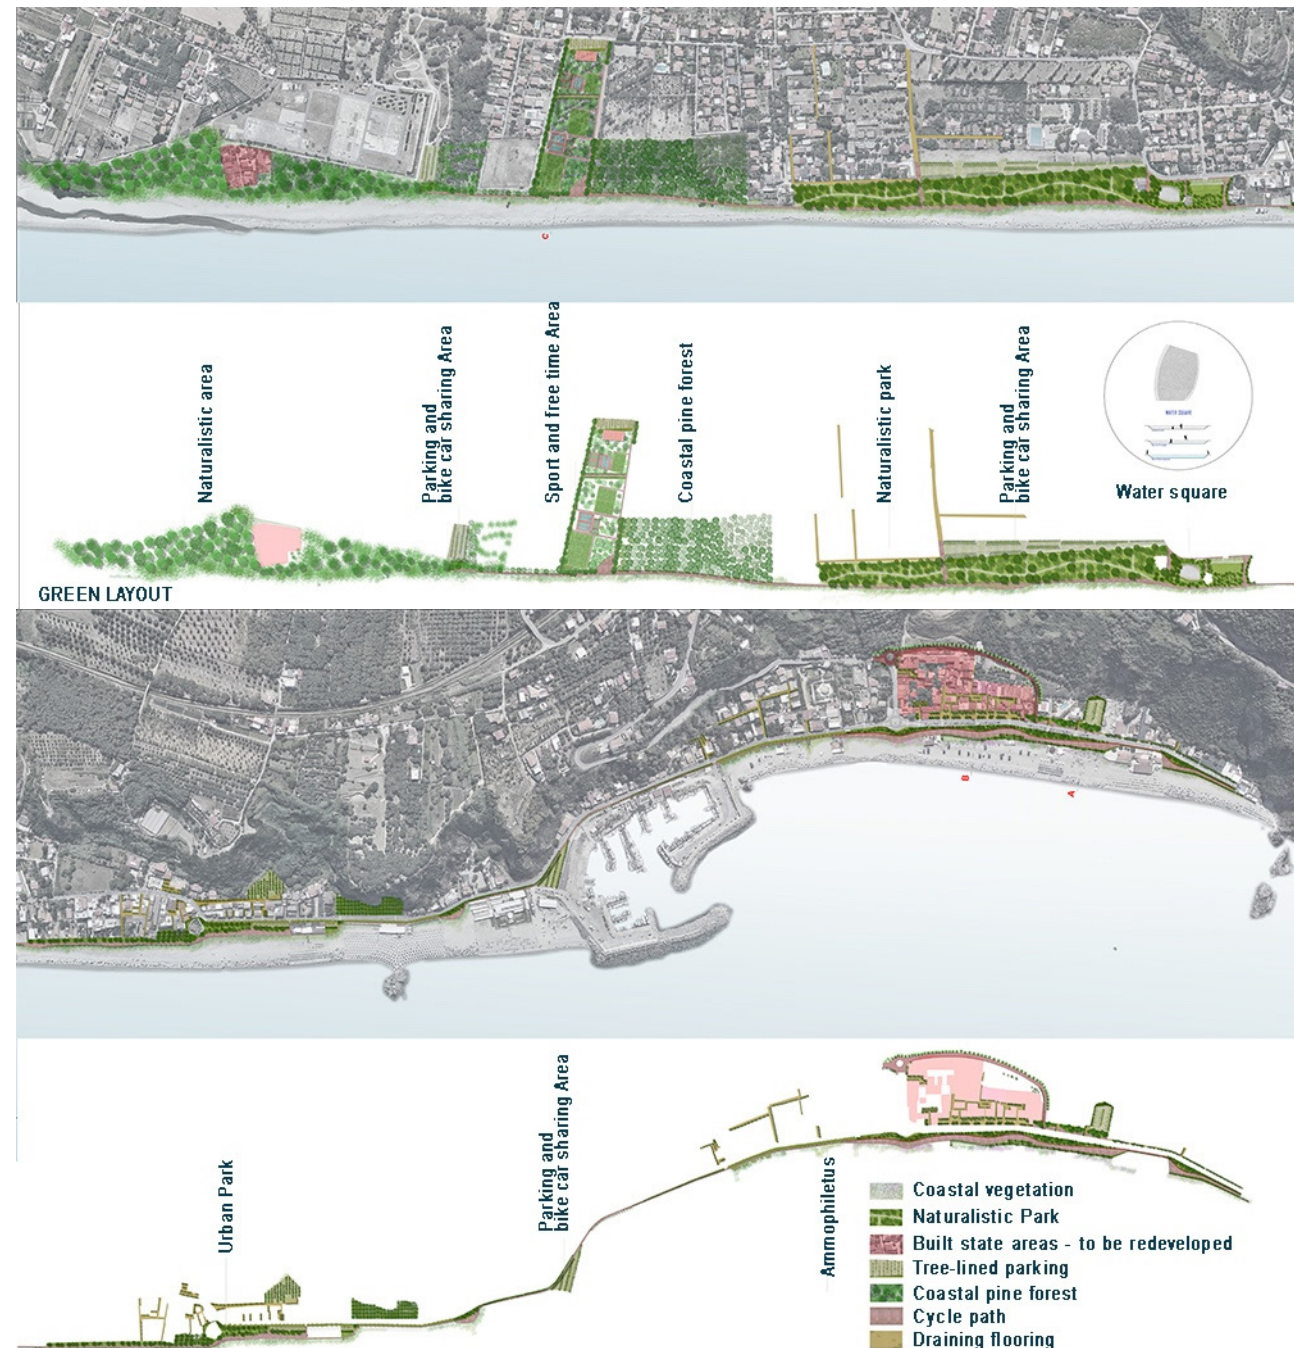 C
Naturalistic area
Parking and
bike car sharing Area
Sport and free time Area
Coastal pine forest
Naturalistic park
Parking and
bike car sharing Area
WATER SQUARE
Water square
GREEN LAYOUT
B
A
Urban Park
Parking and
bike car sharing Area
Ammophiletus
Coastal vegetation
Naturalistic Park
Built state areas - to be redeveloped
Tree-lined parking
Coastal pine forest
Cycle path
Draining flooring